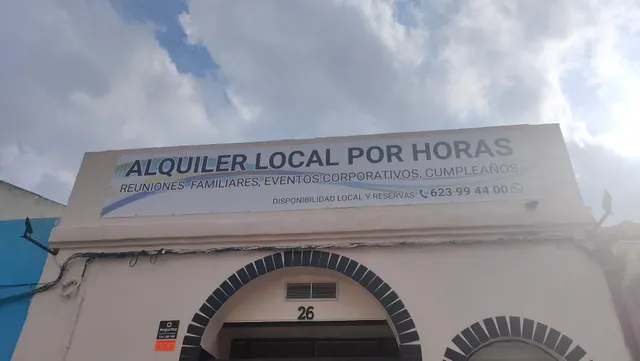 ALQUILER LOCAL POR HORAS
REUNIONES FAMILIARES, EVENTOS CORPORATIVOS, CUMPLEAÑOS
DISPONIBILIDAD LOCAL Y RESERVAS 623 99 44 00
26